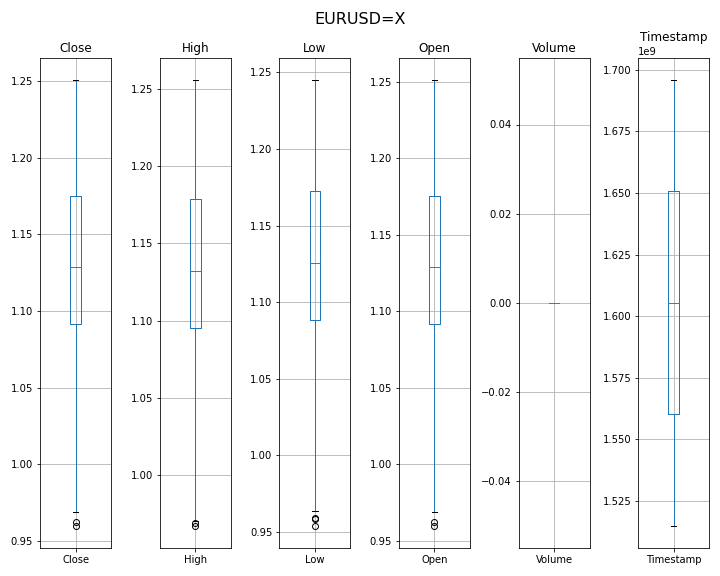 EURUSD=X
Close
High
Low
Open
Volume
Timestamp
1e9
1.25
1.20
1.15
1.10
1.05
1.00
0.95
Close
1.25
1.20
1.15
1.10
1.05
1.00
High
1.25
1.20
1.15
1.10
1.05
1.00
0.95
Low
1.25
1.20
1.15
1.10
1.05
1.00
0.95
Open
0.04
0.02
0.00
−0.02
−0.04
Volume
1.700
1.675
1.650
1.625
1.600
1.575
1.550
1.525
Timestamp